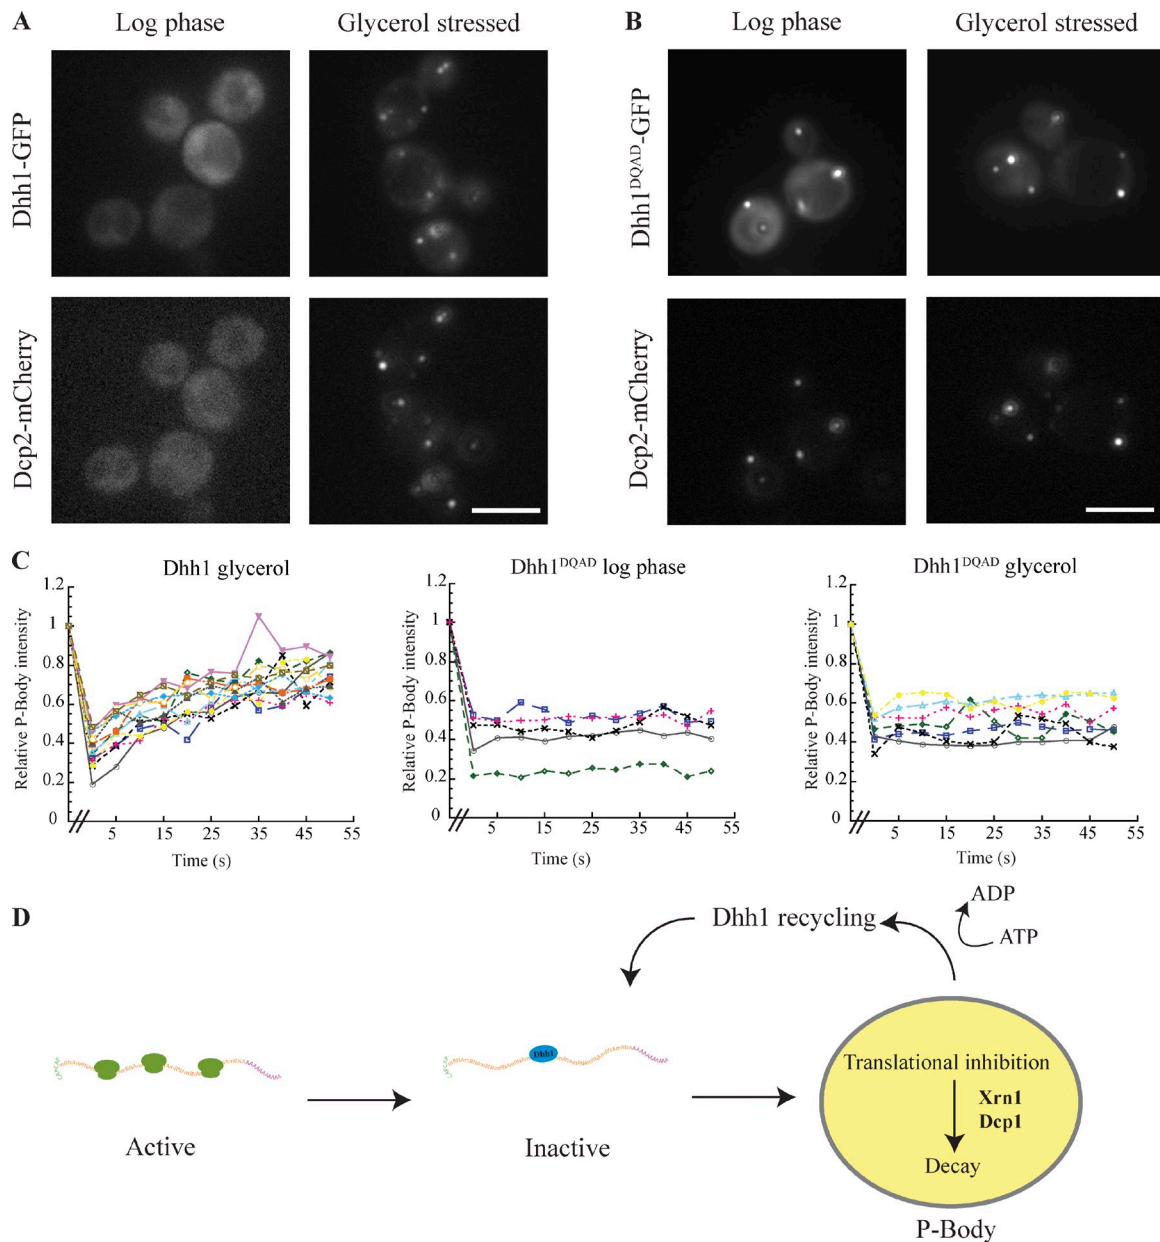 A
Log phase
Glycerol stressed
B
Log phase
Glycerol stressed
Dhh1-GFP
Dcp2-mCherry
Dhh1DQAD-GFP
Dcp2-mCherry
C
Dhh1 glycerol
Relative P-Body intensity
1.2
1
0.8
0.6
0.4
0.2
0
5
15
25
35
45
55
Time (s)
Dhh1DQAD log phase
Relative P-Body intensity
1.2
1
0.8
0.6
0.4
0.2
0
5
15
25
35
45
55
Time (s)
Dhh1DQAD glycerol
Relative P-Body intensity
1.2
1
0.8
0.6
0.4
0.2
0
5
15
25
35
45
55
Time (s)
D
Dhh1 recycling
ADP
ATP
Dhh1
Active
Inactive
Translational inhibition
Xrn1
Dcp1
Decay
P-Body